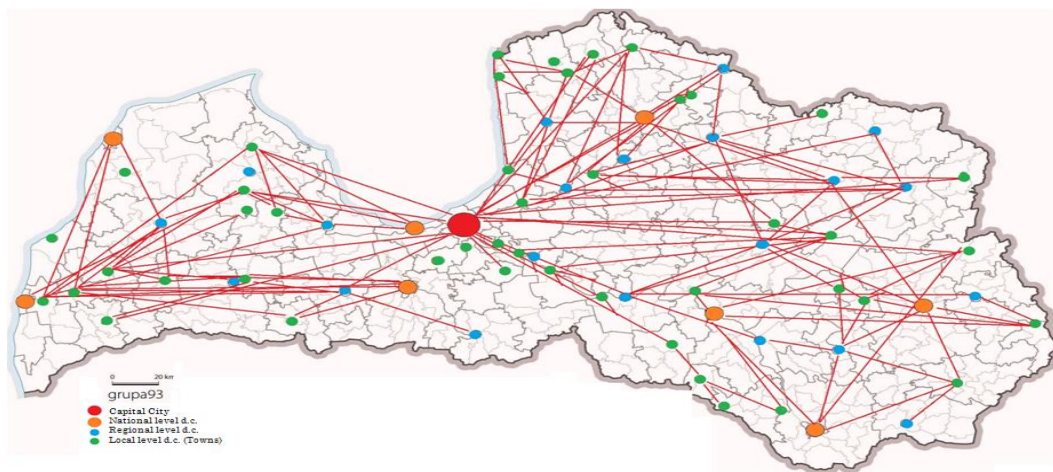 0 20 km
grupa93
Capital City
National level d.c.
Regional level d.c.
Local level d.c. (Towns)